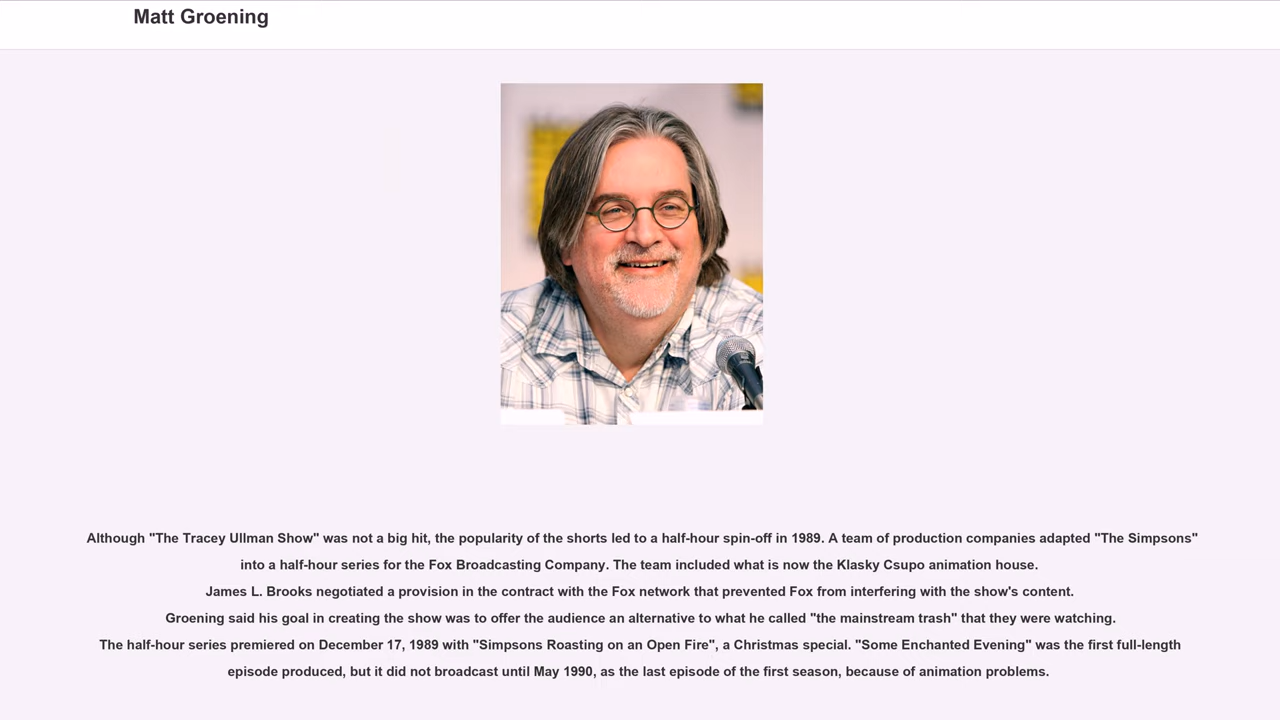 Matt Groening
Although "The Tracey Ullman Show" was not a big hit, the popularity of the shorts led to a half-hour spin-off in 1989. A team of production companies adapted "The Simpsons"
into a half-hour series for the Fox Broadcasting Company. The team included what is now the Klasky Csupo animation house.
James L. Brooks negotiated a provision in the contract with the Fox network that prevented Fox from interfering with the show's content.
Groening said his goal in creating the show was to offer the audience an alternative to what he called "the mainstream trash" that they were watching.
The half-hour series premiered on December 17, 1989 with "Simpsons Roasting on an Open Fire", a Christmas special. "Some Enchanted Evening" was the first full-length
episode produced, but it did not broadcast until May 1990, as the last episode of the first season, because of animation problems.